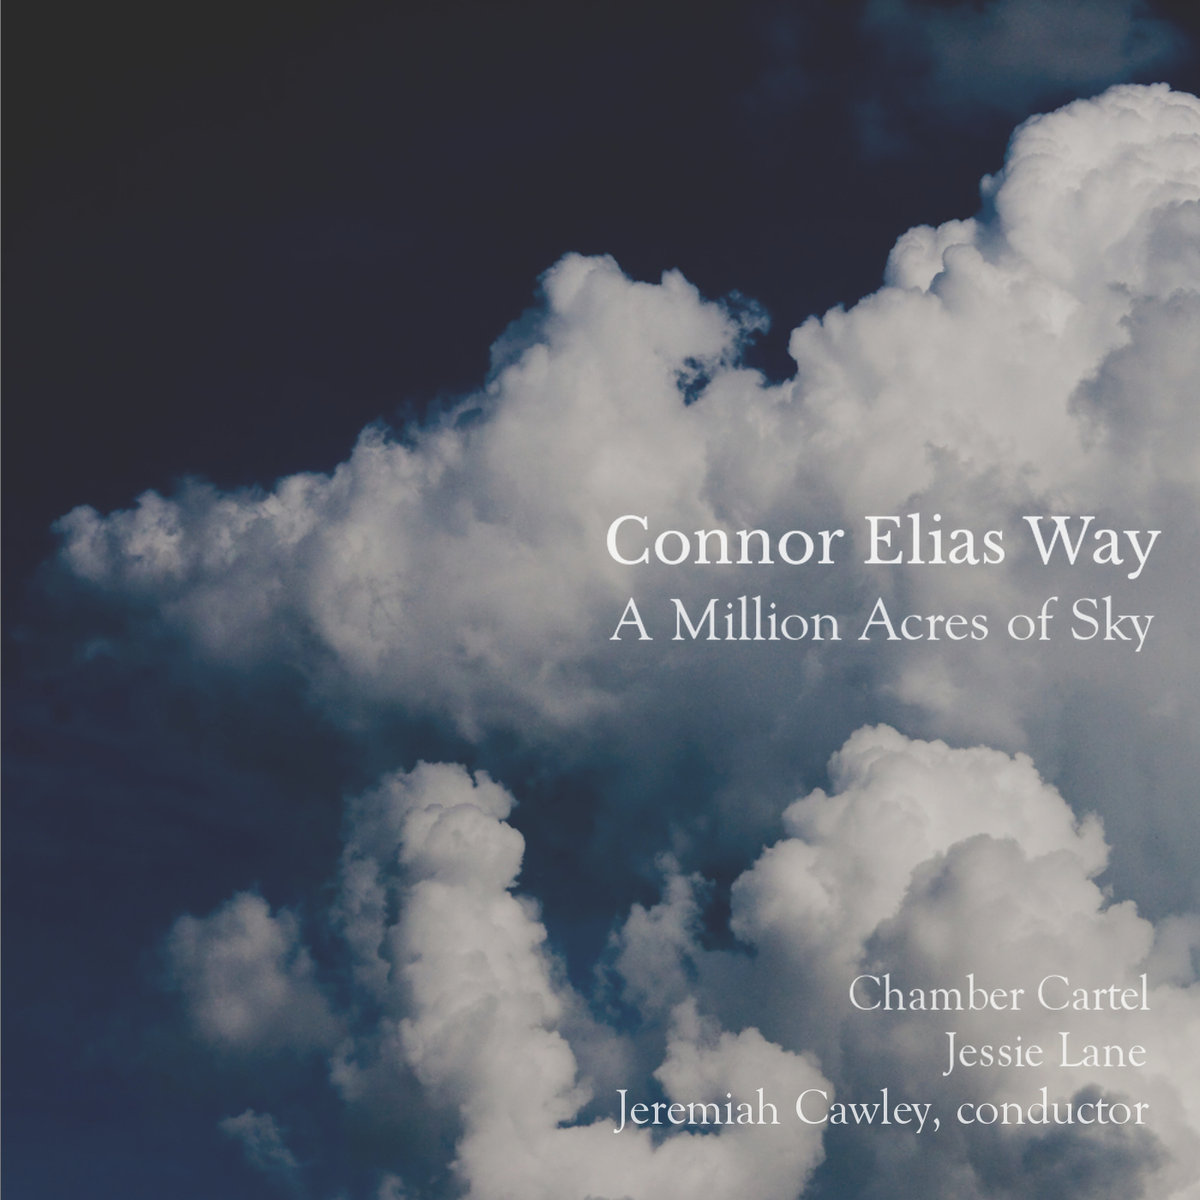 Connor Elias Way
A Million Acres of Sky
Chamber Cartel
Jessie Lane
Jeremiah Cawley, conductor